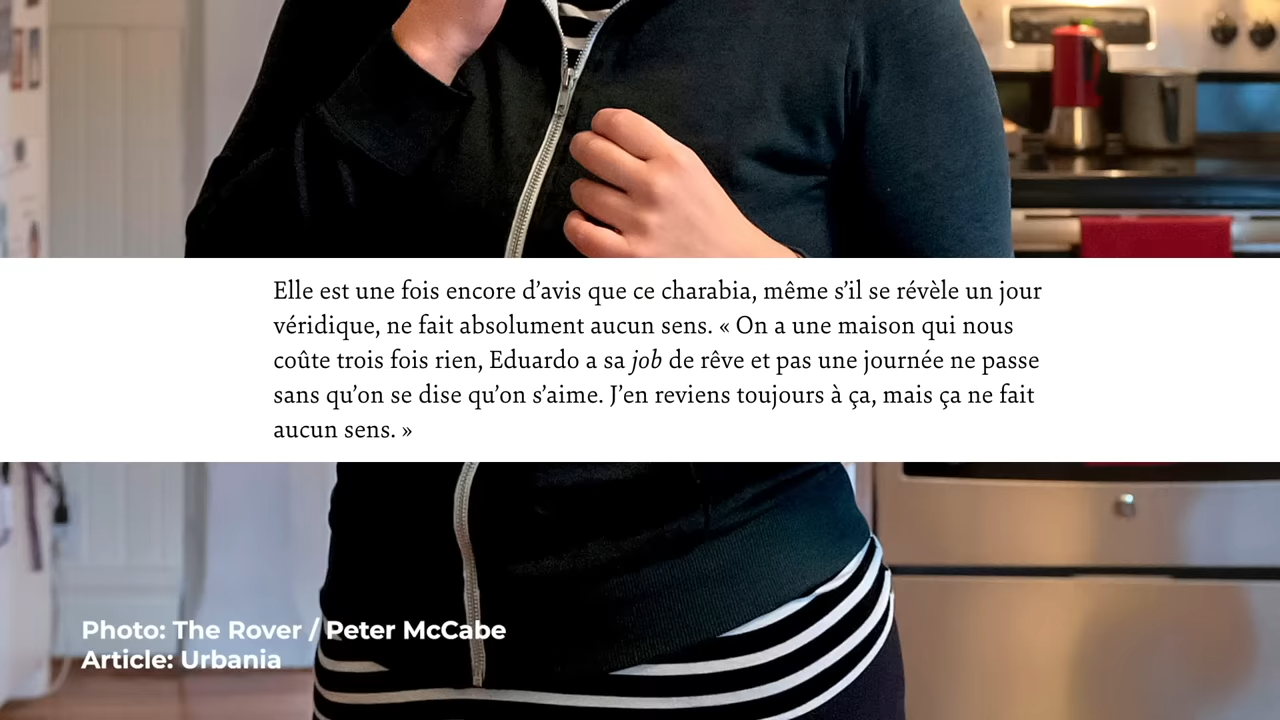 Elle est une fois encore d’avis que ce charabia, même s’il se révèle un jour
véridique, ne fait absolument aucun sens. « On a une maison qui nous
coûte trois fois rien, Eduardo a sa job de rêve et pas une journée ne passe
sans qu’on se dise qu’on s’aime. J’en reviens toujours à ça, mais ça ne fait
aucun sens. »
Photo: The Rover / Peter McCabe
Article: Urbania